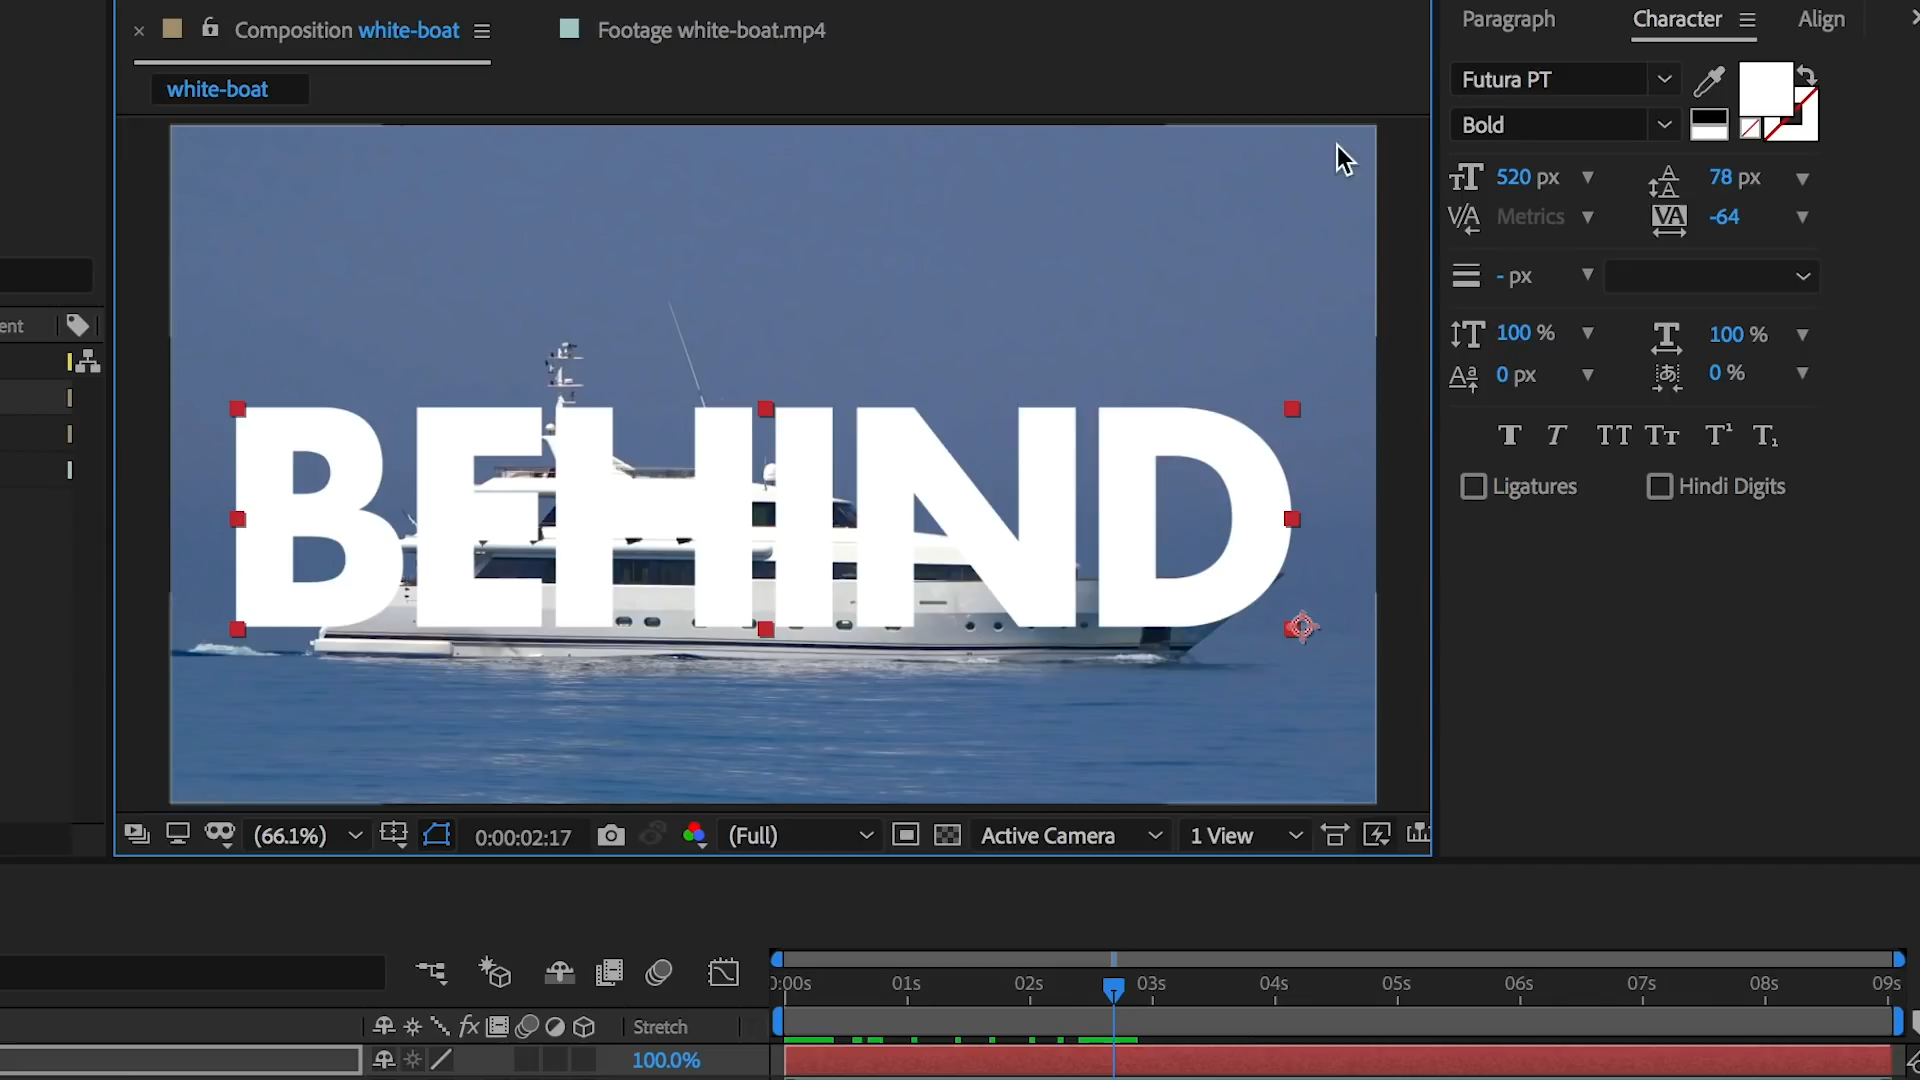 Composition white-boat
Footage white-boat.mp4
Paragraph
Character
Align
white-boat
Futura PT
Bold
520 px
78 px
Metrics
-64
- px
100 %
100 %
0 px
0 %
Ligatures
Hindi Digits
ent
BEHIND
(66.1%)
0:00:02:17
(Full)
Active Camera
1 View
0:00s
01s
02s
03s
04s
05s
06s
07s
08s
09s
Stretch
100.0%